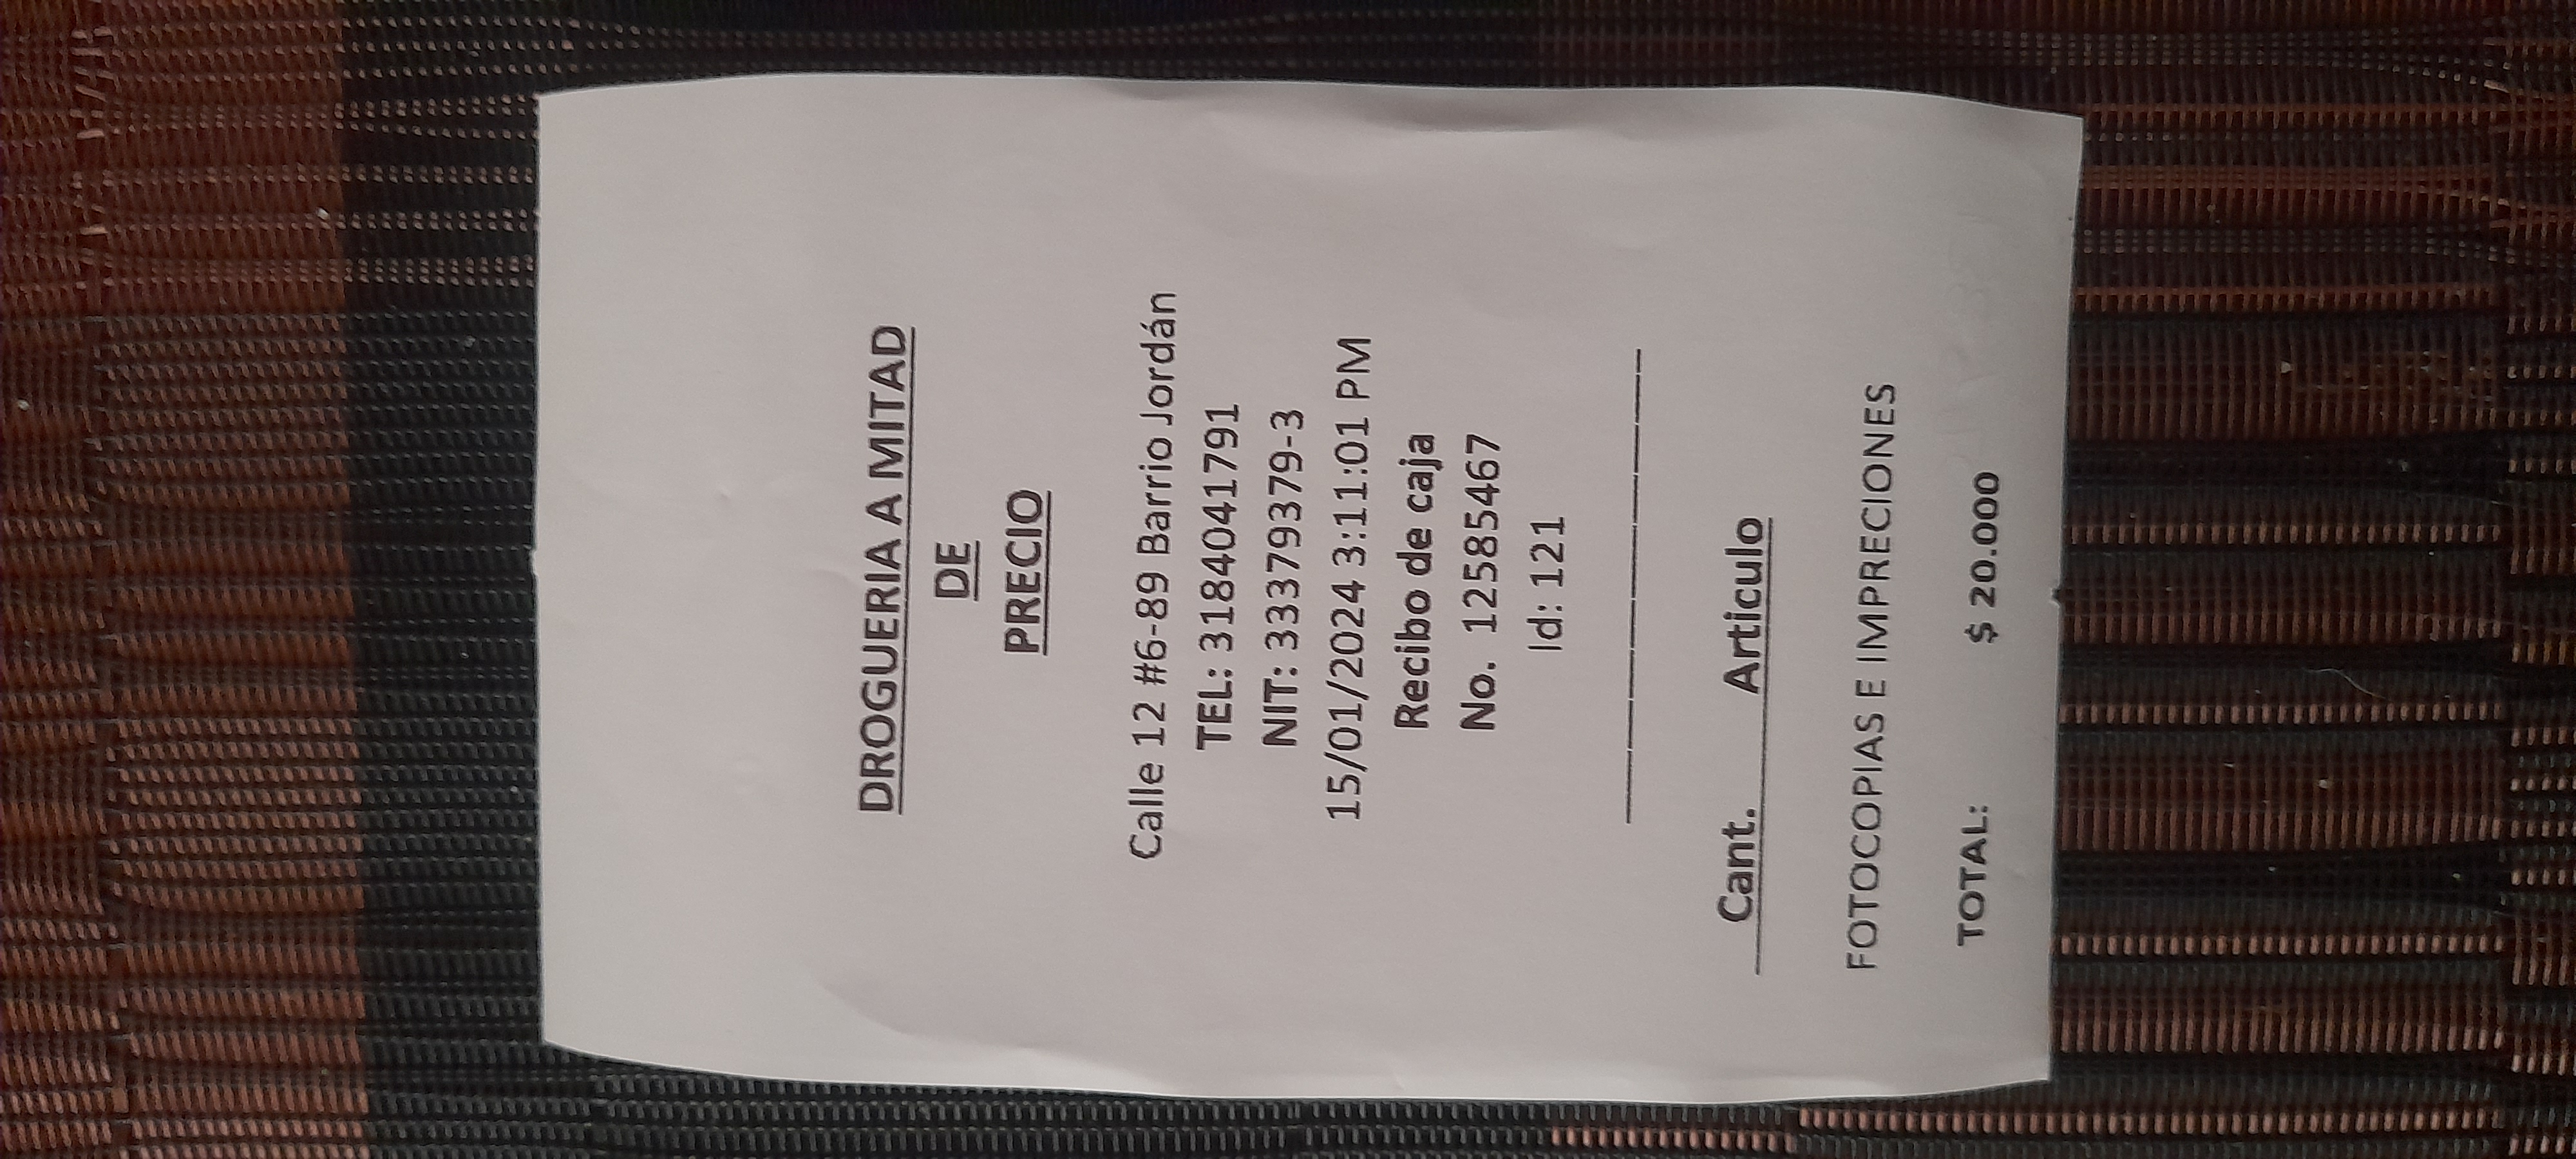 DROGUERIA A MITAD
DE
PRECIO
Calle 12 #6-89 Barrio Jordán
TEL: 3184041791
NIT: 33379379-3
15/01/2024 3:11:01 PM
Recibo de caja
No. 12585467
Id: 121
Cant. Articulo
FOTOCOPIAS E IMPRECIONES
TOTAL: $ 20.000